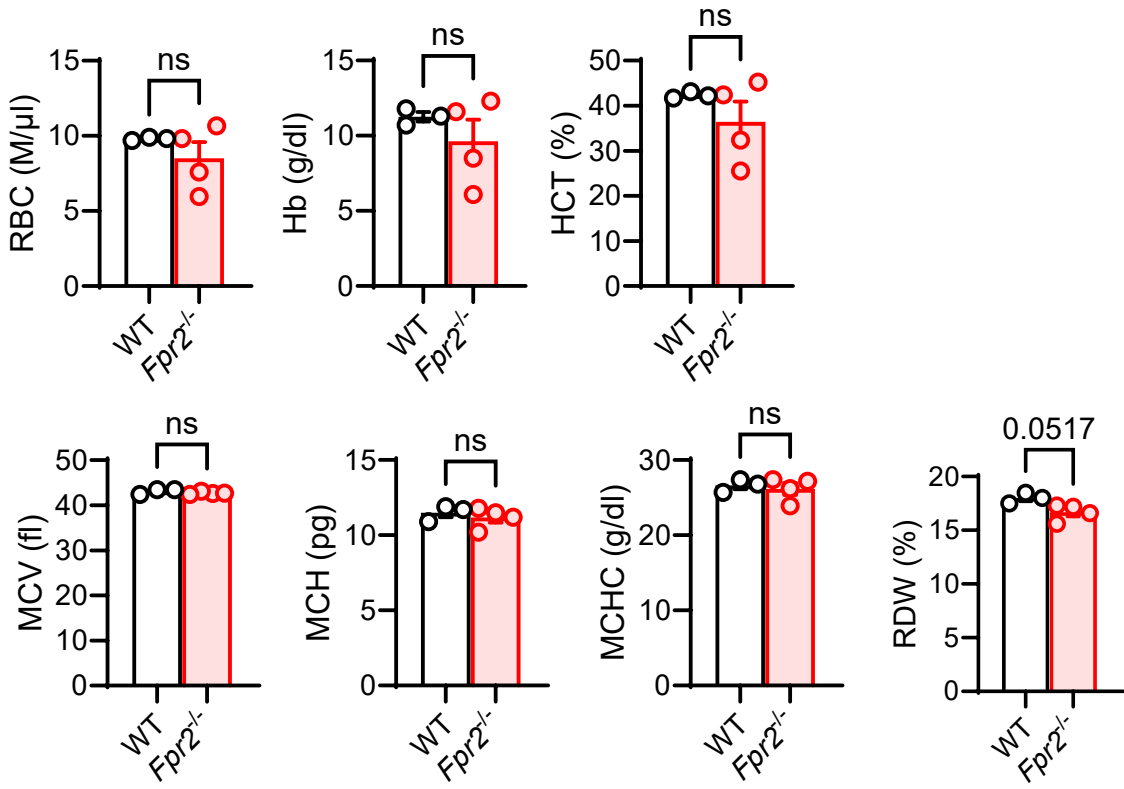 ns
15
10
5
0
RBC (M/µl)
WT
Fpr2-/-
ns
15
10
5
0
Hb (g/dl)
WT
Fpr2-/-
ns
50
40
30
20
10
0
HCT (%)
WT
Fpr2-/-
ns
50
40
30
20
10
0
MCV (fl)
WT
Fpr2-/-
ns
15
10
5
0
MCH (pg)
WT
Fpr2-/-
ns
30
20
10
0
MCHC (g/dl)
WT
Fpr2-/-
0.0517
20
15
10
5
0
RDW (%)
WT
Fpr2-/-